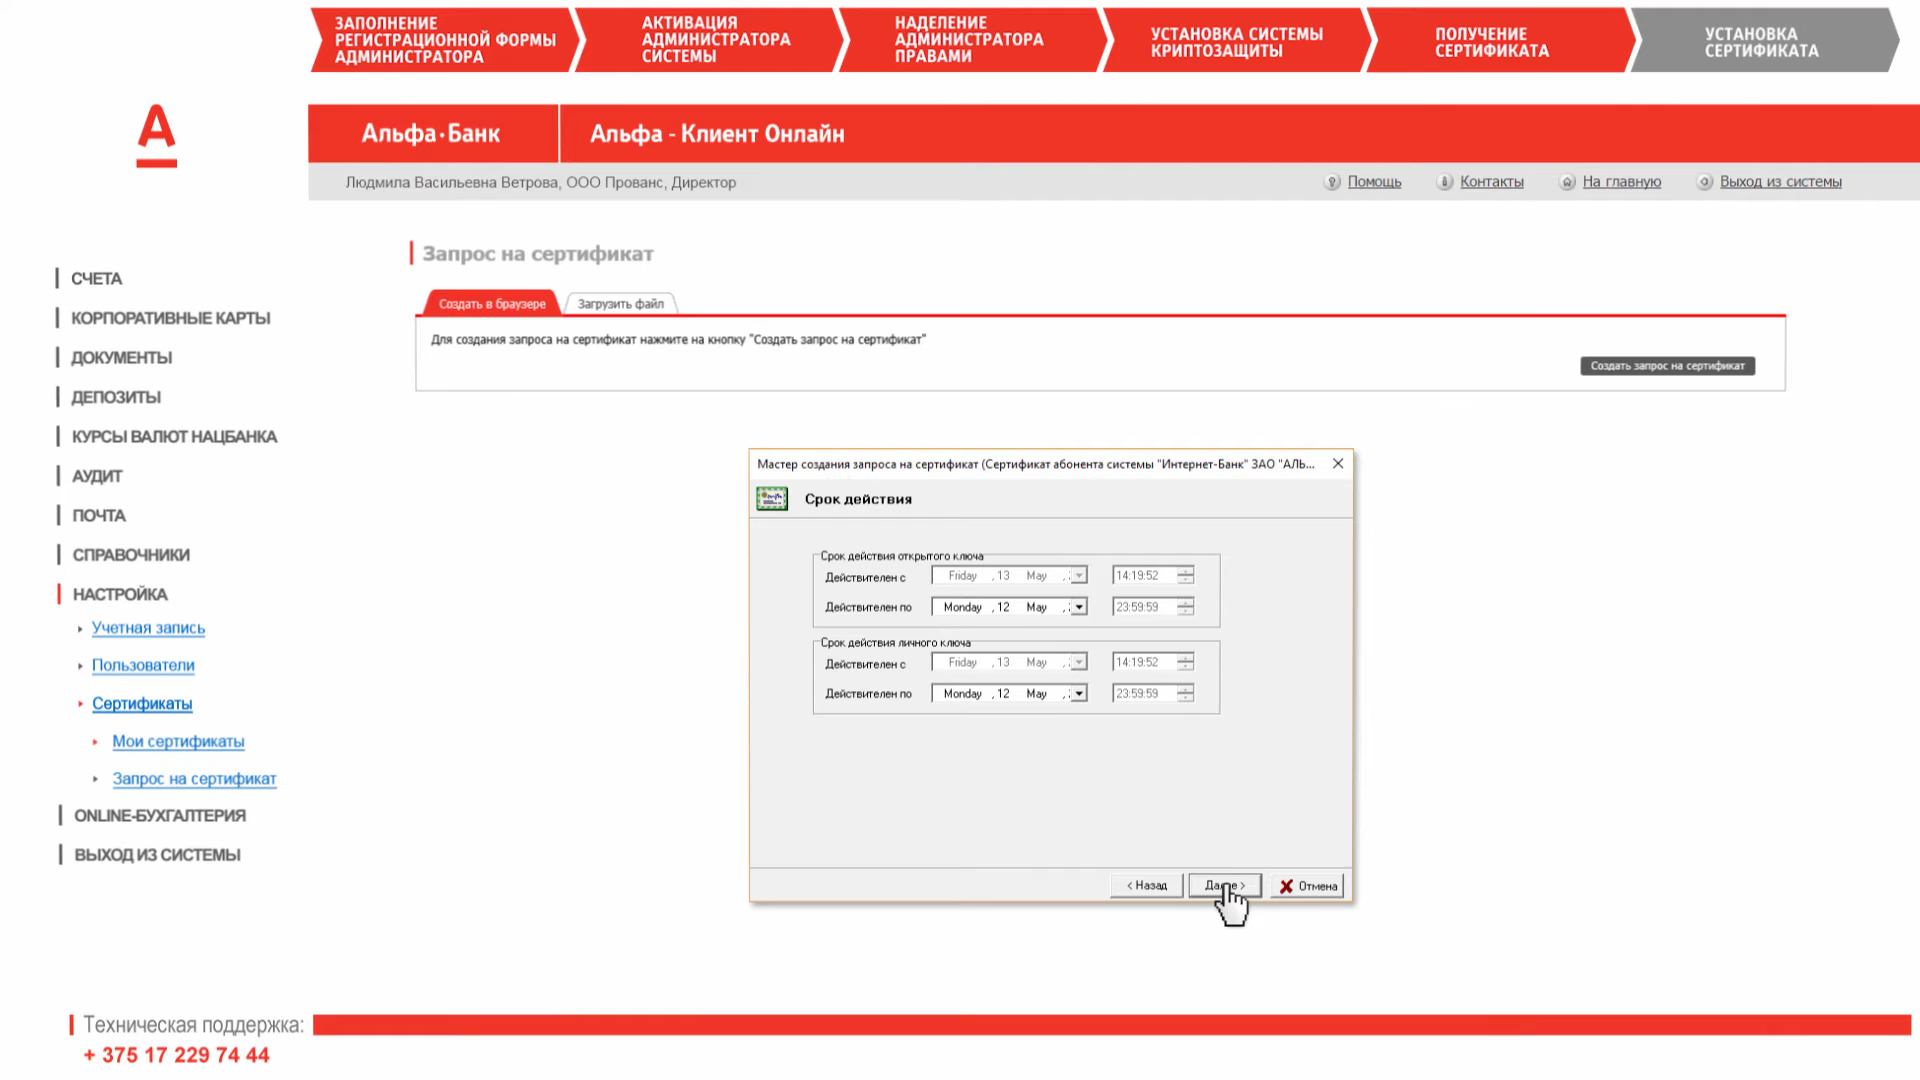 ЗАПОЛНЕНИЕ
РЕГИСТРАЦИОННОЙ ФОРМЫ
АДМИНИСТРАТОРА
АКТИВАЦИЯ
АДМИНИСТРАТОРА
СИСТЕМЫ
НАДЕЛЕНИЕ
АДМИНИСТРАТОРА
ПРАВАМИ
УСТАНОВКА СИСТЕМЫ
КРИПТОЗАЩИТЫ
ПОЛУЧЕНИЕ
СЕРТИФИКАТА
УСТАНОВКА
СЕРТИФИКАТА
А
Альфа·Банк
Альфа - Клиент Онлайн
Людмила Васильевна Ветрова, ООО Прованс, Директор
Помощь
Контакты
На главную
Выход из системы
СЧЕТА
КОРПОРАТИВНЫЕ КАРТЫ
ДОКУМЕНТЫ
ДЕПОЗИТЫ
КУРСЫ ВАЛЮТ НАЦБАНКА
АУДИТ
ПОЧТА
СПРАВОЧНИКИ
НАСТРОЙКА
Учетная запись
Пользователи
Сертификаты
Мои сертификаты
Запрос на сертификат
ONLINE-БУХГАЛТЕРИЯ
ВЫХОД ИЗ СИСТЕМЫ
Запрос на сертификат
Создать в браузере
Загрузить файл
Для создания запроса на сертификат нажмите на кнопку "Создать запрос на сертификат"
Создать запрос на сертификат
Мастер создания запроса на сертификат (Сертификат абонента системы "Интернет-Банк" ЗАО "АЛЬ...
Срок действия
Срок действия открытого ключа
Действителен с Friday , 13 May , 14:19:52
Действителен по Monday , 12 May , 23:59:59
Срок действия личного ключа
Действителен с Friday , 13 May , 14:19:52
Действителен по Monday , 12 May , 23:59:59
< Назад
Отмена
Техническая поддержка:
+ 375 17 229 74 44